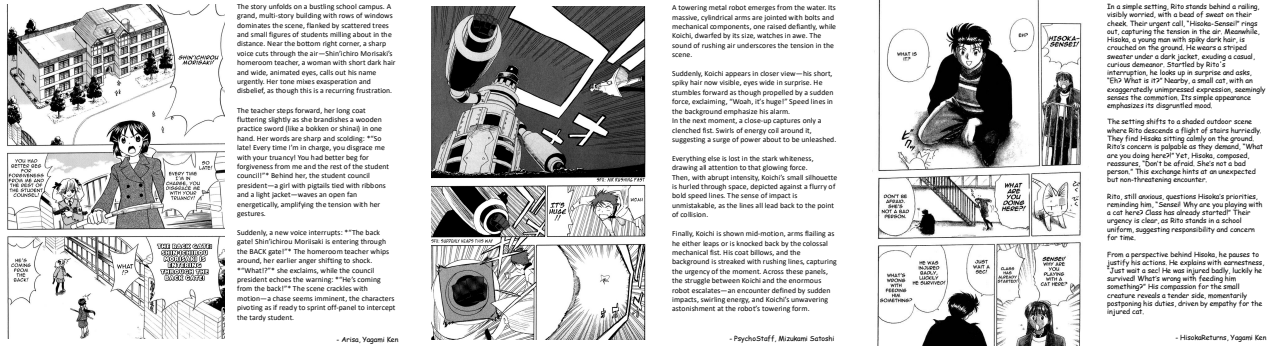 SHIN'ICHIROU
MORISAKI!
YOU HAD
BETTER BEG
FOR
FORGIVENESS
FROM ME AND
THE REST OF
THE STUDENT
COUNSEL!
SO
LATE!
EVERY TIME
I'M IN
CHARGE, YOU
DISGRACE ME
WITH YOUR
TRUANCY!
HE'S
COMING
FROM THE
BACK!
WHAT
!?
THE BACK GATE!
SHIN'ICHIROU
MORISAKI IS
ENTERING
THROUGH THE
BACK GATE!
The story unfolds on a bustling school campus. A
grand, multi-story building with rows of windows
dominates the scene, flanked by scattered trees
and small figures of students milling about in the
distance. Near the bottom right corner, a sharp
voice cuts through the air—Shin'ichiro Morisaki's
homeroom teacher, a woman with short dark hair
and wide, animated eyes, calls out his name
urgently. Her tone mixes exasperation and
disbelief, as though this is a recurring frustration.
The teacher steps forward, her long coat
fluttering slightly as she brandishes a wooden
practice sword (like a bokken or shinai) in one
hand. Her words are sharp and scolding: *"So
late! Every time I'm in charge, you disgrace me
with your truancy! You had better beg for
forgiveness from me and the rest of the student
council!"* Behind her, the student council
president—a girl with pigtails tied with ribbons
and a light jacket—waves an open fan
energetically, amplifying the tension with her
gestures.
Suddenly, a new voice interrupts: *"The back
gate! Shin'ichiro Morisaki is entering through
the BACK gate!"* The homeroom teacher whips
around, her earlier anger shifting to shock.
*"What!?"* she exclaims, while the council
president echoes the warning: *"He's coming
from the back!"* The scene crackles with
motion—a chase seems imminent, the characters
pivoting as if ready to sprint off-panel to intercept
the tardy student.
- Arisa, Yagami Ken
SFX: AIR RUSHING PAST
IT'S
HUGE
!!
WOAH!
A towering metal robot emerges from the water. Its
massive, cylindrical arms are jointed with bolts and
mechanical components, one raised defiantly, while
Koichi, dwarfed by its size, watches in awe. The
sound of rushing air underscores the tension in the
scene.
Suddenly, Koichi appears in closer view—his short,
spiky hair now visible, eyes wide in surprise. He
stumbles forward as though propelled by a sudden
force, exclaiming, "Woah, it's huge!" Speed lines in
the background emphasize his alarm.
In the next moment, a close-up captures only a
clenched fist. Swirls of energy coil around it,
suggesting a surge of power about to be unleashed.
Everything else is lost in the stark whiteness,
drawing all attention to that glowing force.
Then, with abrupt intensity, Koichi's small silhouette
is hurled through space, depicted against a flurry of
bold speed lines. The sense of impact is
unmistakable, as the lines all lead back to the point
of collision.
Finally, Koichi is shown mid-motion, arms flailing as
he either leaps or is knocked back by the colossal
mechanical fist. His coat billows, and the
background is streaked with rushing lines, capturing
the urgency of the moment. Across these panels,
the struggle between Koichi and the enormous
robot escalates—an encounter defined by sudden
impacts, swirling energy, and Koichi's unwavering
astonishment at the robot's towering form.
- PsychoStaff, Mizukami Satoshi
WHAT IS
IT?
EH?
HISOKA-
SENSEI!
DON'T BE
AFRAID.
SHE'S NOT
A BAD
PERSON.
WHAT
ARE YOU
DOING
HERE?!
WHAT'S
WRONG
WITH
FEEDING
HIM
SOMETHING?
HE WAS
INJURED
BADLY,
LUCKILY
HE SURVIVED!
JUST
WAIT A
SEC!
CLASS
HAS
ALREADY
STARTED!
SENSEI!
WHY ARE
YOU
PLAYING
WITH A
CAT HERE?
In a simple setting, Rito stands behind a railing,
visibly worried, with a bead of sweat on their
cheek. Their urgent call, "Hisoka-Sensei!" rings
out, capturing the tension in the air. Meanwhile,
Hisoka, a young man with spiky dark hair, is
crouched on the ground. He wears a striped
sweater under a dark jacket, exuding a casual,
curious demeanor. Startled by Rito's
interruption, he looks up in surprise and asks,
"Eh? What is it?" Nearby, a small cat, with an
exaggeratedly unimpressed expression, seemingly
senses the commotion. Its simple appearance
emphasizes its disgruntled mood.
The setting shifts to a shaded outdoor scene
where Rito descends a flight of stairs hurriedly.
They find Hisoka sitting calmly on the ground.
Rito's concern is palpable as they demand, "What
are you doing here?!" Yet, Hisoka, composed,
reassures, "Don't be afraid. She's not a bad
person." This exchange hints at an unexpected
but non-threatening encounter.
Rito, still anxious, questions Hisoka's priorities,
reminding him, "Sensei! Why are you playing with
a cat here? Class has already started!" Their
urgency is clear, as Rito stands in a school
uniform, suggesting responsibility and concern
for time.
From a perspective behind Hisoka, he pauses to
justify his actions. He explains with earnestness,
"Just wait a sec! He was injured badly, luckily he
survived! What's wrong with feeding him
something?" His compassion for the small
creature reveals a tender side, momentarily
postponing his duties, driven by empathy for the
injured cat.
- HisokaReturns, Yagami Ken